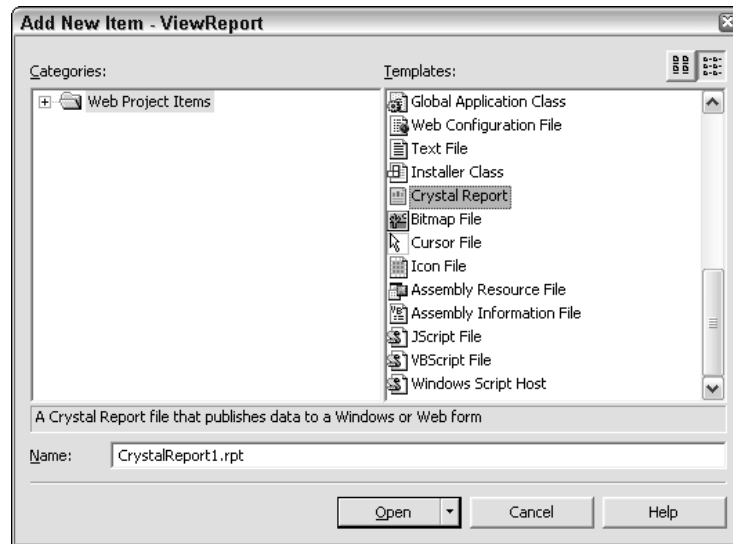 Add New Item - ViewReport
Categories:
Templates:
Web Project Items
Global Application Class
Web Configuration File
Text File
Installer Class
Crystal Report
Bitmap File
Cursor File
Icon File
Assembly Resource File
Assembly Information File
JScript File
VBScript File
Windows Script Host
A Crystal Report file that publishes data to a Windows or Web form
Name:
CrystalReport1.rpt
Open
Cancel
Help